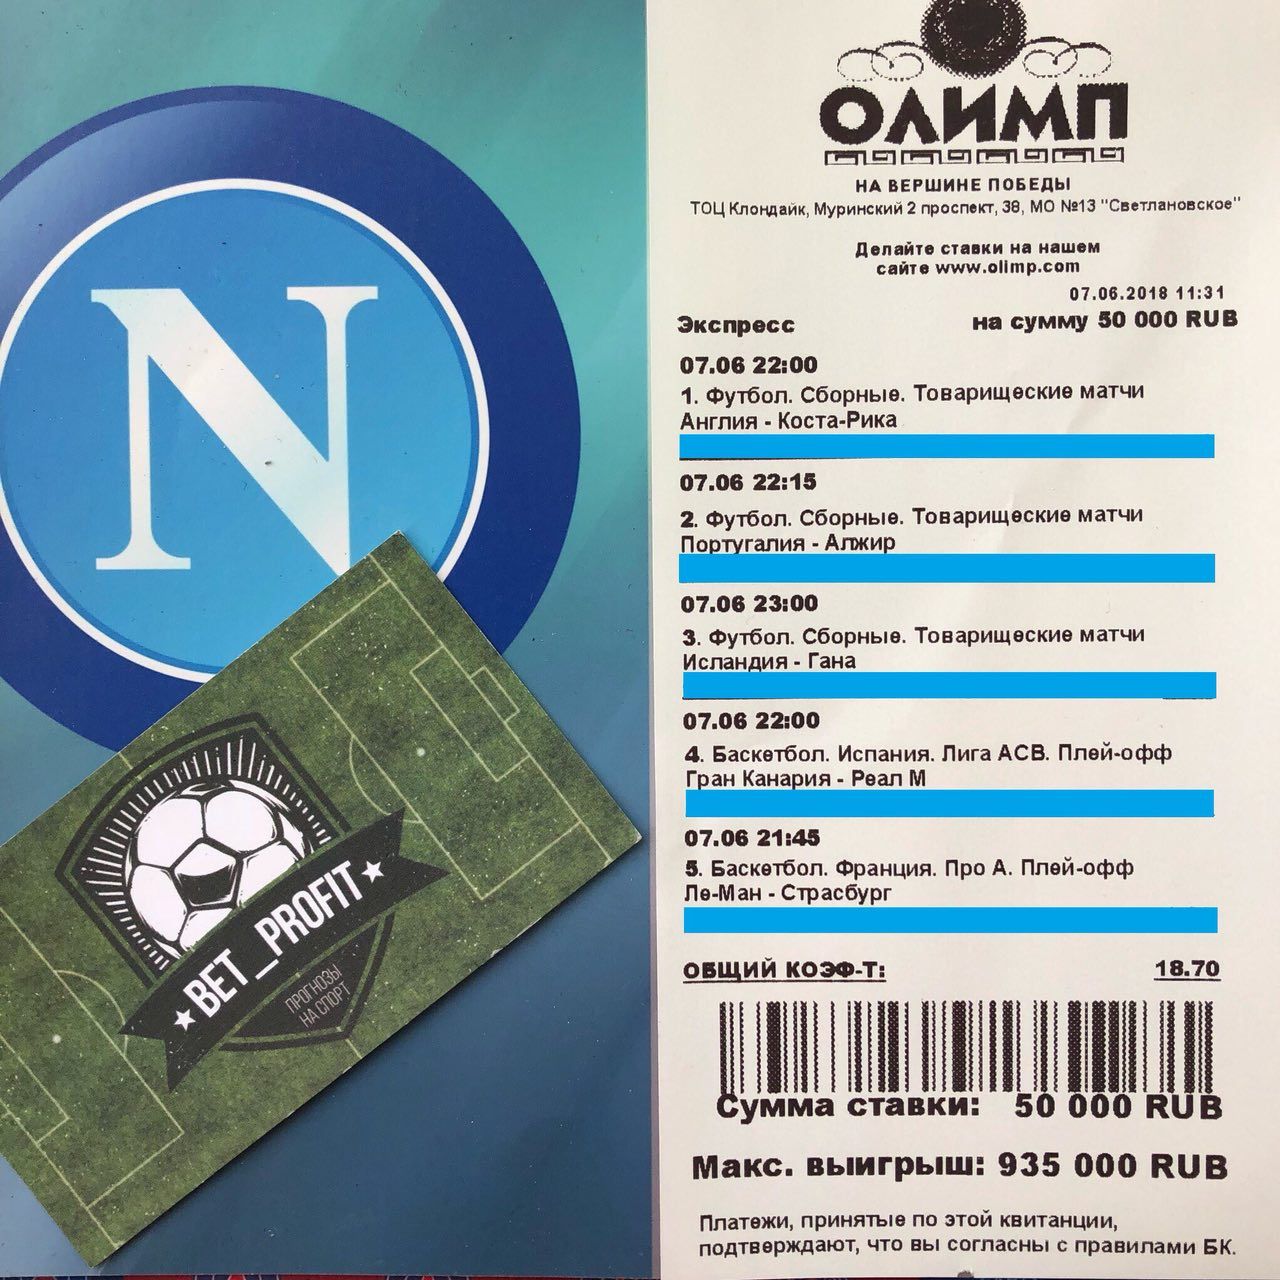 N
BET_PROFIT
ПРОГНОЗЫ
НА СПОРТ
ОЛИМП
НА ВЕРШИНЕ ПОБЕДЫ
ТОЦ Клондайк, Муринский 2 проспект, 38, МО №13 "Светлановское"
Делайте ставки на нашем
сайте www.olimp.com
07.06.2018 11:31
Экспресс на сумму 50 000 RUB
07.06 22:00
1. Футбол. Сборные. Товарищеские матчи
Англия - Коста-Рика
07.06 22:15
2. Футбол. Сборные. Товарищеские матчи
Португалия - Алжир
07.06 23:00
3. Футбол. Сборные. Товарищеские матчи
Исландия - Гана
07.06 22:00
4. Баскетбол. Испания. Лига АСВ. Плей-офф
Гран Канария - Реал М
07.06 21:45
5. Баскетбол. Франция. Про А. Плей-офф
Ле-Ман - Страсбург
ОБЩИЙ КОЭФ-Т: 18.70
Сумма ставки: 50 000 RUB
Макс. выигрыш: 935 000 RUB
Платежи, принятые по этой квитанции,
подтверждают, что вы согласны с правилами БК.